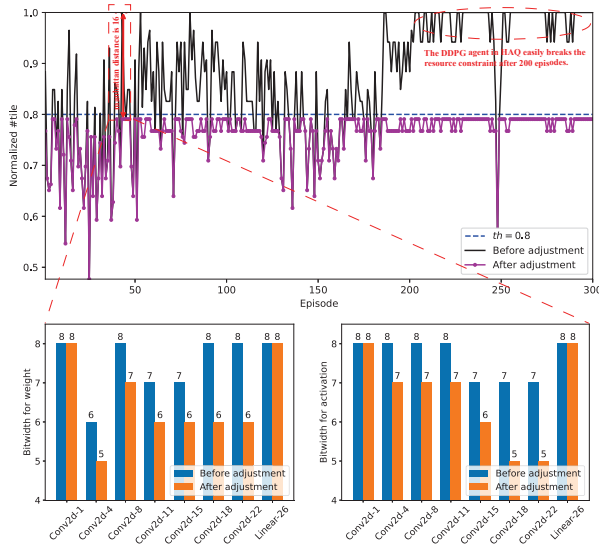 1,0
0,9
0,8
0,7
0,6
0,5
Normalized #tile
manhattan distance is 16
The DDPG agent in HAQ easily breaks the
resource constraint after 200 episodes.
th = 0.8
Before adjustment
After adjustment
50
100
150
200
250
300
Episode
8
7
6
5
4
Bitwidth for weight
8 8
6 5
8 7
7 6
7 6
8 6
8 6
8 8
Before adjustment
After adjustment
Conv2d-1
Conv2d-4
Conv2d-8
Conv2d-11
Conv2d-15
Conv2d-18
Conv2d-22
Linear-26
8
7
6
5
4
Bitwidth for activation
8 8
8 7
8 7
8 7
7 6
7 5
7 5
8 8
Before adjustment
After adjustment
Conv2d-1
Conv2d-4
Conv2d-8
Conv2d-11
Conv2d-15
Conv2d-18
Conv2d-22
Linear-26